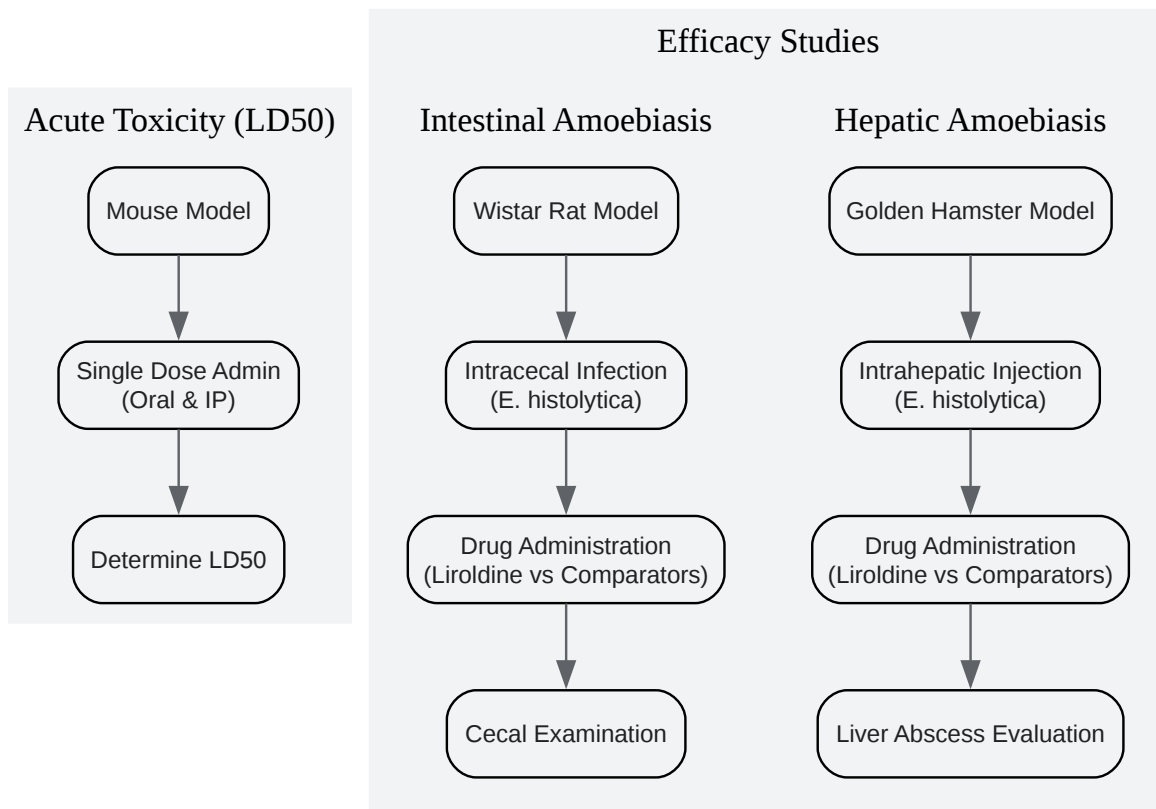 Efficacy Studies
Acute Toxicity (LD50)
Mouse Model
Single Dose Admin
(Oral & IP)
Determine LD50
Intestinal Amoebiasis
Wistar Rat Model
Intracecal Infection
(E. histolytica)
Drug Administration
(Liroldine vs Comparators)
Cecal Examination
Hepatic Amoebiasis
Golden Hamster Model
Intrahepatic Injection
(E. histolytica)
Drug Administration
(Liroldine vs Comparators)
Liver Abscess Evaluation